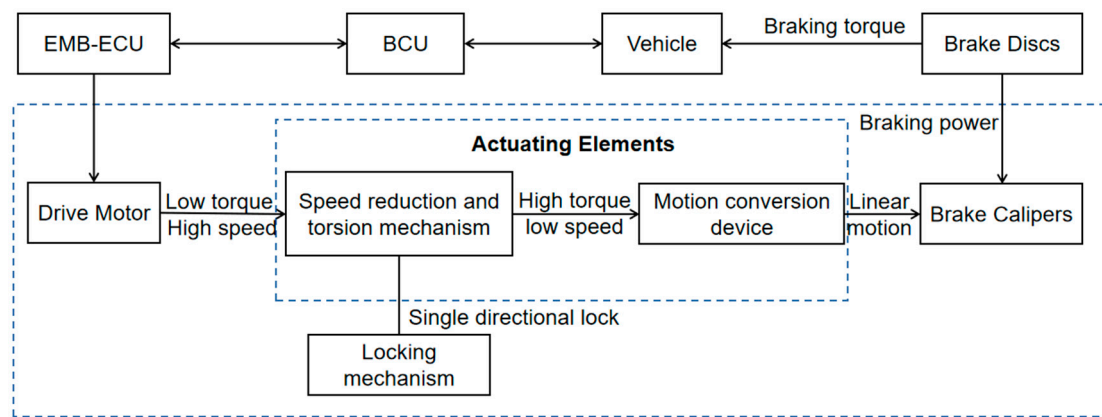 EMB-ECU
BCU
Vehicle
Braking torque
Brake Discs
Braking power
Actuating Elements
Drive Motor
Low torque
High speed
Speed reduction and
torsion mechanism
High torque
low speed
Motion conversion
device
Linear
motion
Brake Calipers
Single directional lock
Locking
mechanism